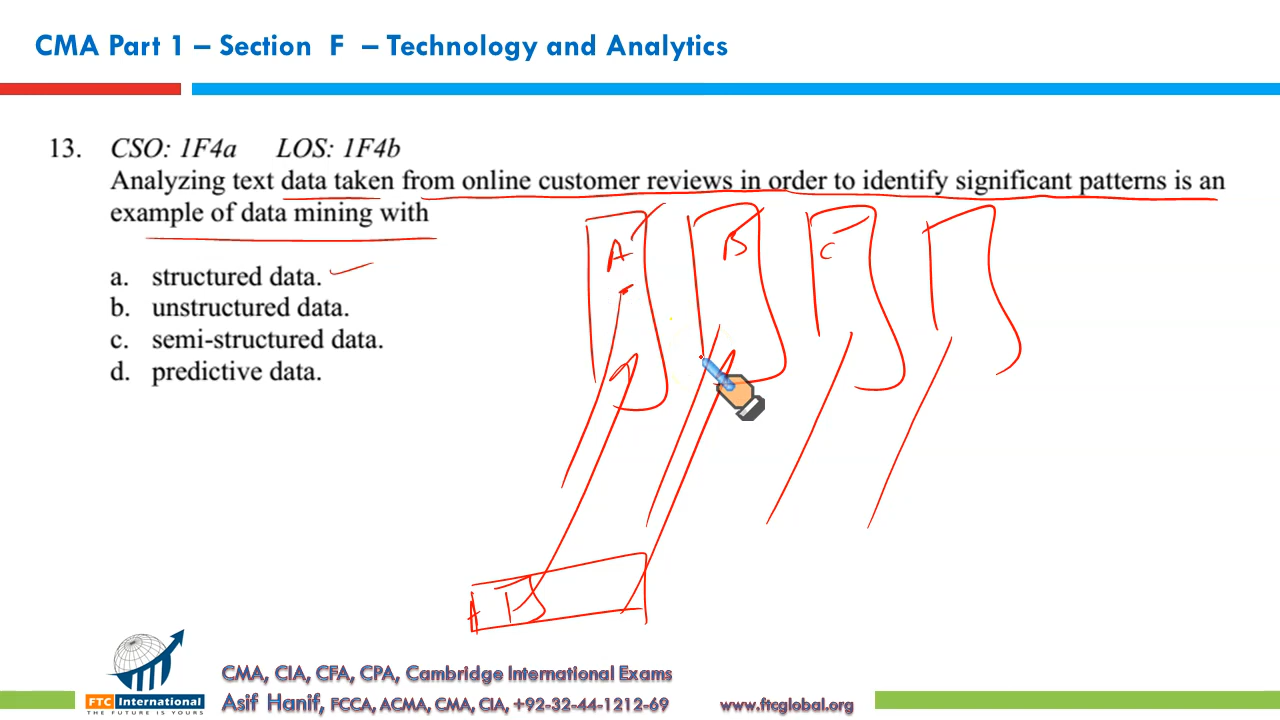 CMA Part 1 – Section F – Technology and Analytics
13. CSO: 1F4a LOS: 1F4b
Analyzing text data taken from online customer reviews in order to identify significant patterns is an
example of data mining with
a. structured data.
b. unstructured data.
c. semi-structured data.
d. predictive data.
A B C
A B
FTC International
THE FUTURE IS YOURS
CMA, CIA, CFA, CPA, Cambridge International Exams
Asif Hanif, FCCA, ACMA, CMA, CIA, +92-32-44-1212-69 www.ftcglobal.org